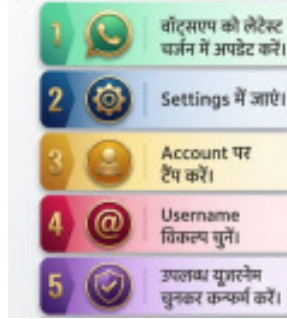 1
वॉट्सएप को लेटेस्ट
वर्जन में अपडेट करें।
2
Settings में जाएं।
3
Account पर
टैप करें।
4
@
Username
विकल्प चुनें।
5
उपलब्ध यूज़रनेम
चुनकर कन्फर्म करें।